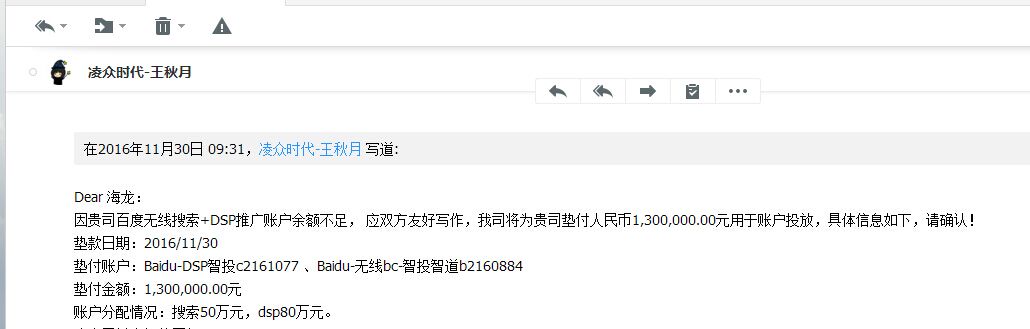 凌众时代-王秋月
在2016年11月30日 09:31，凌众时代-王秋月 写道:
Dear 海龙：
因贵司百度无线搜索+DSP推广账户余额不足， 应双方友好写作，我司将为贵司垫付人民币1,300,000.00元用于账户投放，具体信息如下，请确认！
垫款日期：2016/11/30
垫付账户：Baidu-DSP智投c2161077 、Baidu-无线bc-智投智道b2160884
垫付金额：1,300,000.00元
账户分配情况：搜索50万元，dsp80万元。